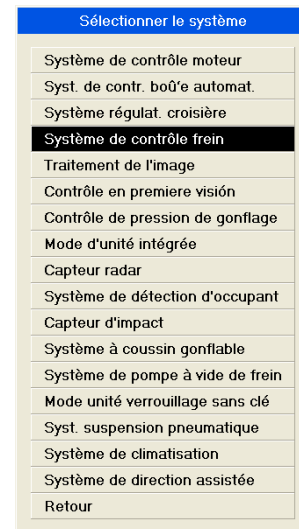 Sélectionner le système
Système de contrôle moteur
Syst. de contr. boû´e automat.
Système régulat. croisière
Système de contrôle frein
Traitement de l'image
Contrôle en premiere visión
Contrôle de pression de gonflage
Mode d'unité intégrée
Capteur radar
Système de détection d'occupant
Capteur d'impact
Système à coussin gonflable
Système de pompe à vide de frein
Mode unité verrouillage sans clé
Syst. suspension pneumatique
Système de climatisation
Système de direction assistée
Retour